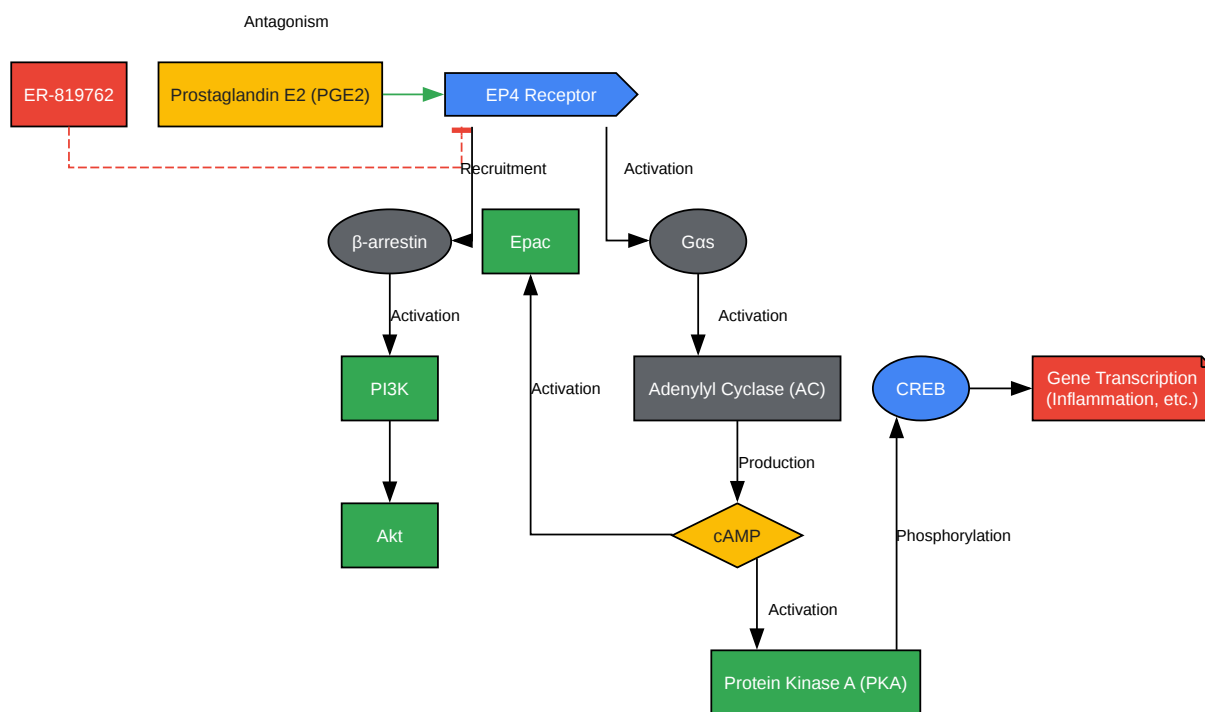 Antagonism
ER-819762
Prostaglandin E2 (PGE2)
EP4 Receptor
Recruitment
Activation
β-arrestin
Epac
Gαs
Activation
Activation
PI3K
Activation
Adenylyl Cyclase (AC)
CREB
Gene Transcription
(Inflammation, etc.)
Production
Akt
cAMP
Phosphorylation
Activation
Protein Kinase A (PKA)